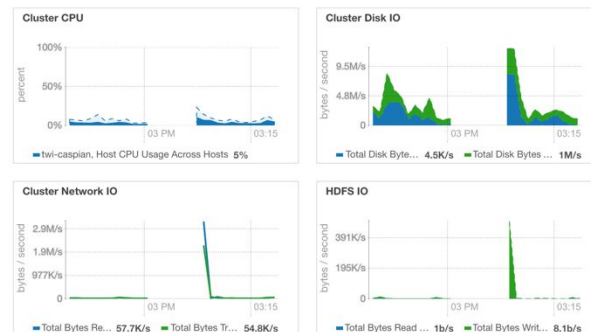 Cluster CPU
percent
100%
50%
0%
03 PM
03:15
twi-caspian, Host CPU Usage Across Hosts 5%
Cluster Disk IO
bytes / second
9.5M/s
4.8M/s
0
03 PM
03:15
Total Disk Byte... 4.5K/s Total Disk Bytes ... 1M/s
Cluster Network IO
bytes / second
2.9M/s
1.9M/s
977K/s
0
03 PM
03:15
Total Bytes Re... 57.7K/s Total Bytes Tr... 54.8K/s
HDFS IO
bytes / second
391K/s
195K/s
0
03 PM
03:15
Total Bytes Read ... 1b/s Total Bytes Writ... 8.1b/s